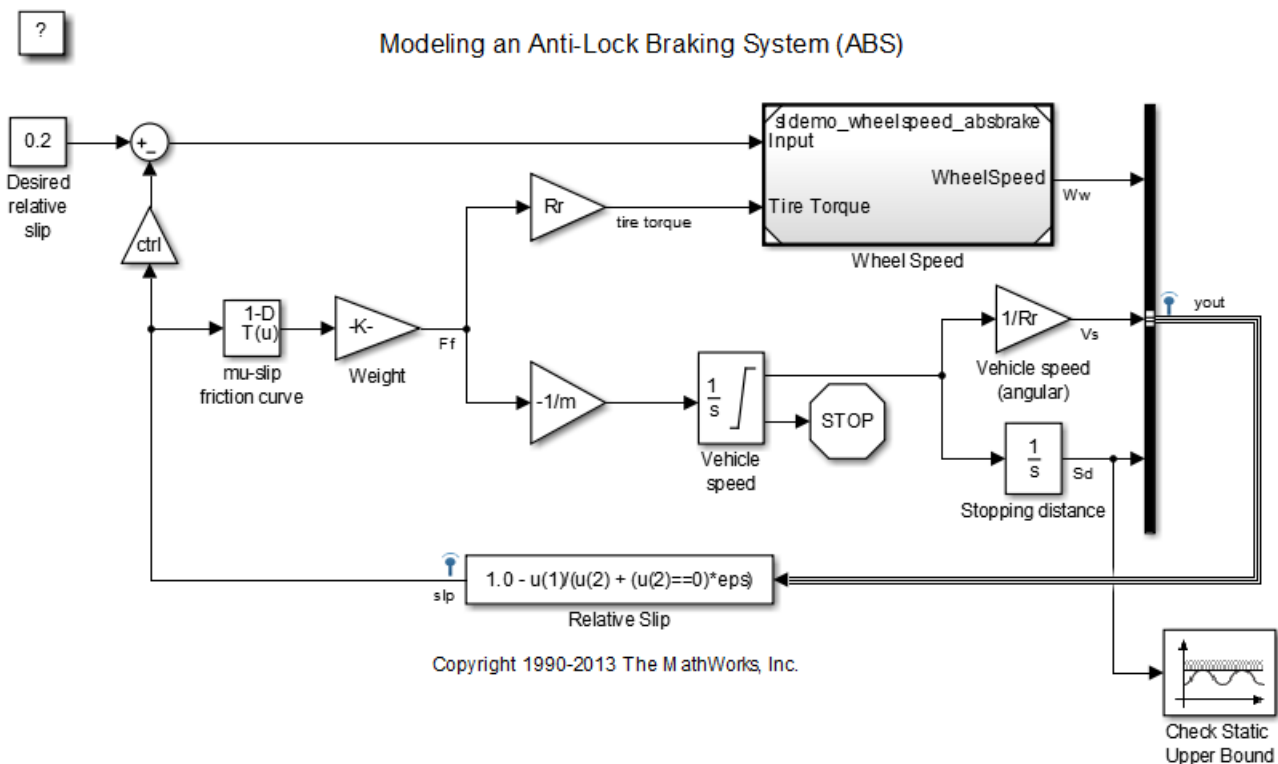 ?
Modeling an Anti-Lock Braking System (ABS)
0.2
Desired
relative
slip
+
-
ctrl
1-D
T(u)
mu-slip
friction curve
-K-
Weight
Ff
Rr
tire torque
sldemo_wheelspeed_absbrake
Input
WheelSpeed
Tire Torque
Wheel Speed
Ww
-1/m
1
s
Vehicle
speed
STOP
1/Rr
Vs
Vehicle speed
(angular)
1
s
Sd
Stopping distance
yout
slp
1.0 - u(1)/(u(2) + (u(2)==0)*eps)
Relative Slip
Copyright 1990-2013 The MathWorks, Inc.
Check Static
Upper Bound